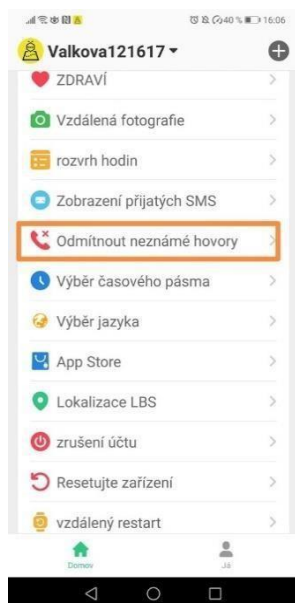 40 % 16:06
Valkova121617
ZDRAVÍ
Vzdálená fotografie
rozvrh hodin
Zobrazení přijatých SMS
Odmítnout neznámé hovory
Výběr časového pásma
Výběr jazyka
App Store
Lokalizace LBS
zrušení účtu
Resetujte zařízení
vzdálený restart
Domov Já